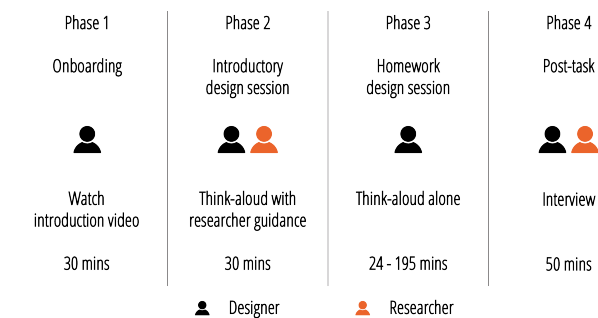 Phase 1
Onboarding
Watch
introduction video
30 mins
Phase 2
Introductory
design session
Think-aloud with
researcher guidance
30 mins
Phase 3
Homework
design session
Think-aloud alone
24 - 195 mins
Phase 4
Post-task
Interview
50 mins
Designer
Researcher